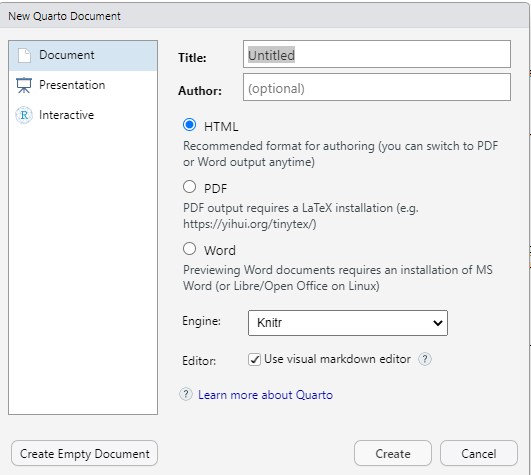 New Quarto Document
Document
Presentation
R Interactive
Title: Untitled
Author: (optional)
HTML
Recommended format for authoring (you can switch to PDF
or Word output anytime)
PDF
PDF output requires a LaTeX installation (e.g.
https://yihui.org/tinytex/)
Word
Previewing Word documents requires an installation of MS
Word (or Libre/Open Office on Linux)
Engine: Knitr
Editor: Use visual markdown editor ?
? Learn more about Quarto
Create Empty Document Create Cancel